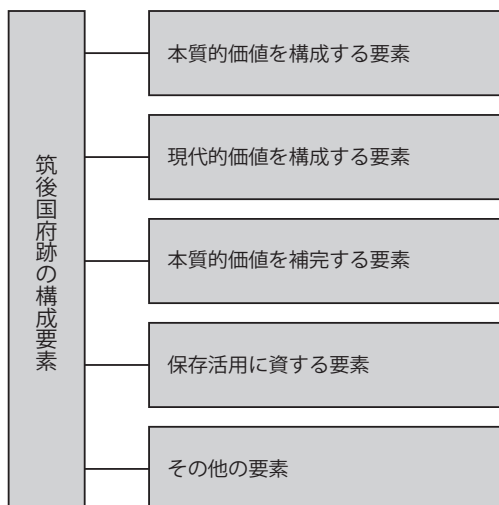 筑後国府跡の構成要素
本質的価値を構成する要素
現代的価値を構成する要素
本質的価値を補完する要素
保存活用に資する要素
その他の要素